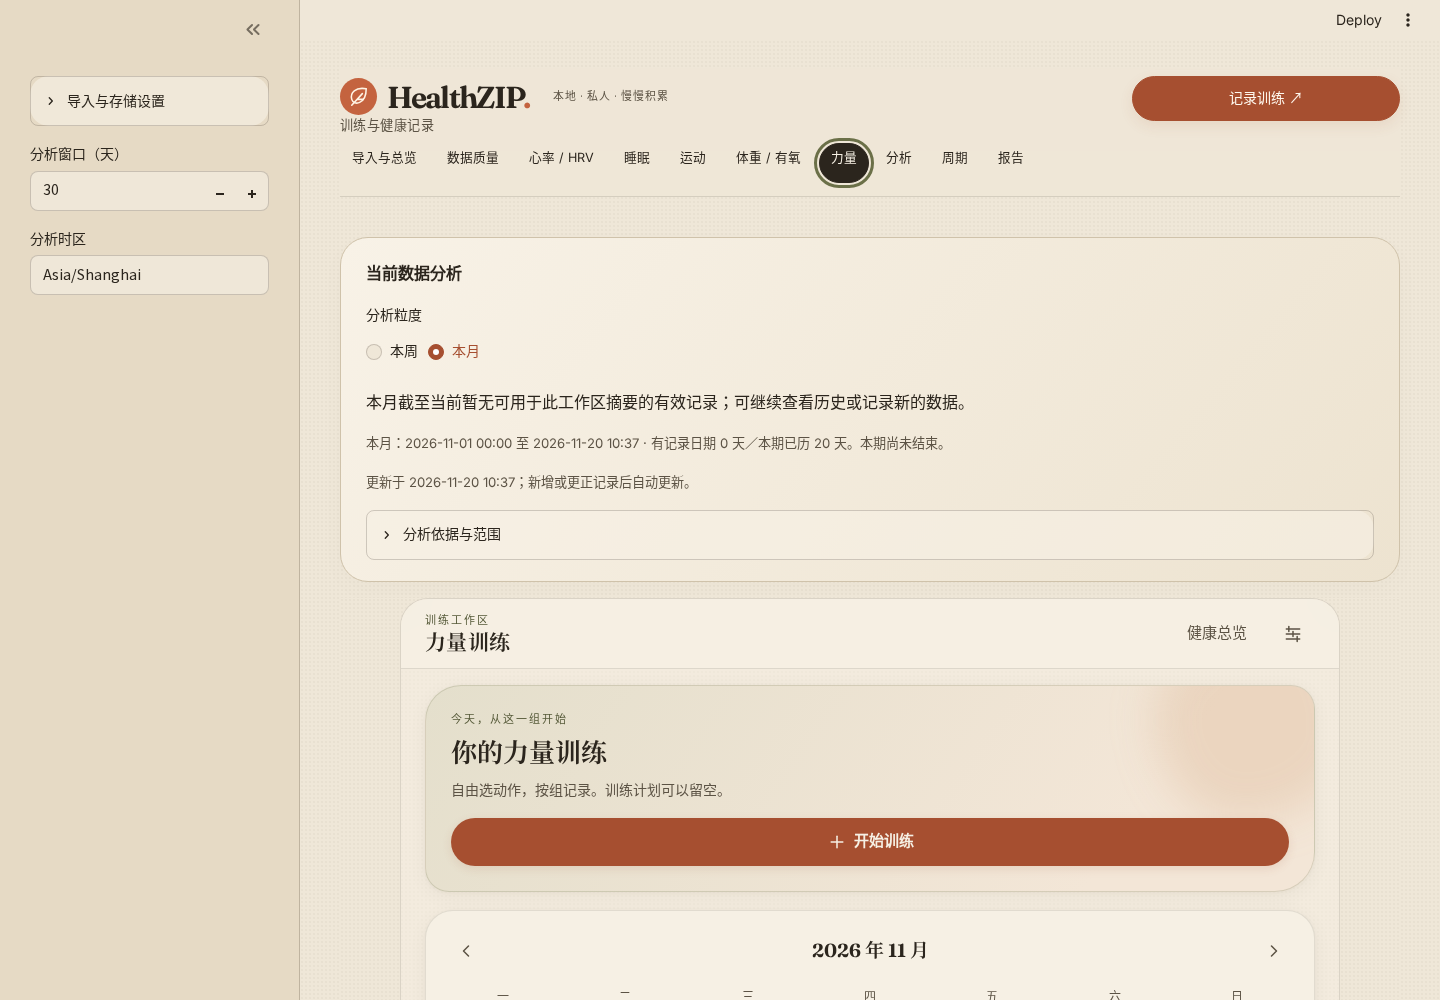 Deploy
导入与存储设置
分析窗口（天）
30
分析时区
Asia/Shanghai
HealthZIP.
本地 · 私人 · 慢慢积累
记录训练 ↗
训练与健康记录
导入与总览 数据质量 心率 / HRV 睡眠 运动 体重 / 有氧 力量 分析 周期 报告
当前数据分析
分析粒度
本周 本月
本月截至当前暂无可用于此工作区摘要的有效记录；可继续查看历史或记录新的数据。
本月：2026-11-01 00:00 至 2026-11-20 10:37 · 有记录日期 0 天／本期已历 20 天。本期尚未结束。
更新于 2026-11-20 10:37；新增或更正记录后自动更新。
分析依据与范围
训练工作区
力量训练
健康总览
今天，从这一组开始
你的力量训练
自由选动作，按组记录。训练计划可以留空。
开始训练
2026 年 11 月
一 二 三 四 五 六 日